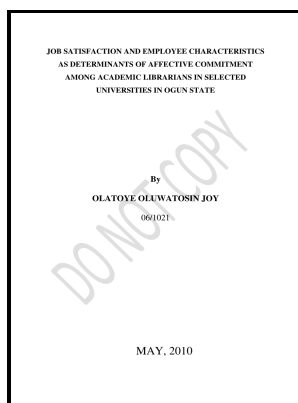 JOB SATISFACTION AND EMPLOYEE CHARACTERISTICS
AS DETERMINANTS OF AFFECTIVE COMMITMENT
AMONG ACADEMIC LIBRARIANS IN SELECTED
UNIVERSITIES IN OGUN STATE
By
OLATOYE OLUWATOSIN JOY
06/1021
DO NOT COPY
MAY, 2010